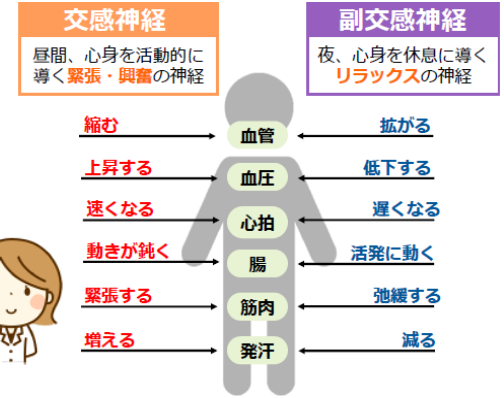 交感神経
昼間、心身を活動的に
導く緊張・興奮の神経
副交感神経
夜、心身を休息に導く
リラックスの神経
縮む
血管
拡がる
上昇する
血圧
低下する
速くなる
心拍
遅くなる
動きが鈍く
腸
活発に動く
緊張する
筋肉
弛緩する
増える
発汗
減る